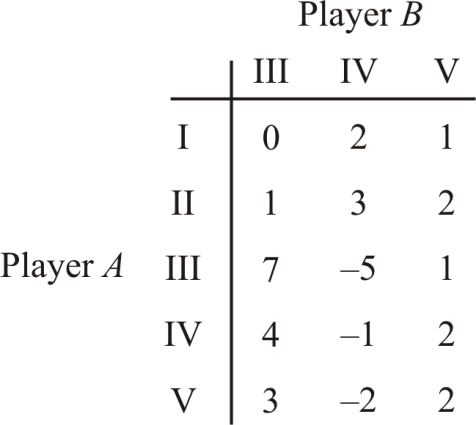 Player B
III IV V
I 0 2 1
II 1 3 2
Player A III 7 –5 1
IV 4 –1 2
V 3 –2 2